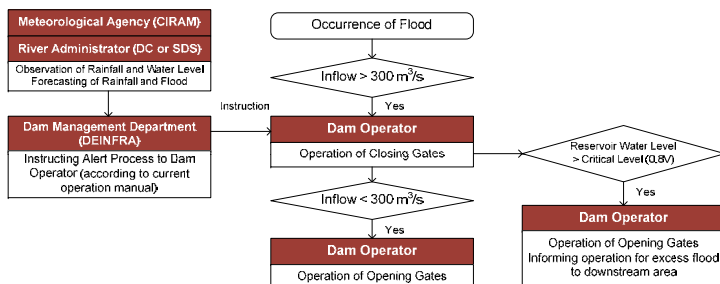 Meteorological Agency (CIRAM)
River Administrator (DC or SDS)
Observation of Rainfall and Water Level
Forecasting of Rainfall and Flood
Dam Management Department
(DEINFRA)
Instructing Alert Process to Dam
Operator (according to current
operation manual)
Instruction
Occurrence of Flood
Inflow > 300 m³/s
Yes
Dam Operator
Operation of Closing Gates
Inflow < 300 m³/s
Yes
Dam Operator
Operation of Opening Gates
Reservoir Water Level
> Critical Level (0.8V)
Yes
Dam Operator
Operation of Opening Gates
Informing operation for excess flood
to downstream area